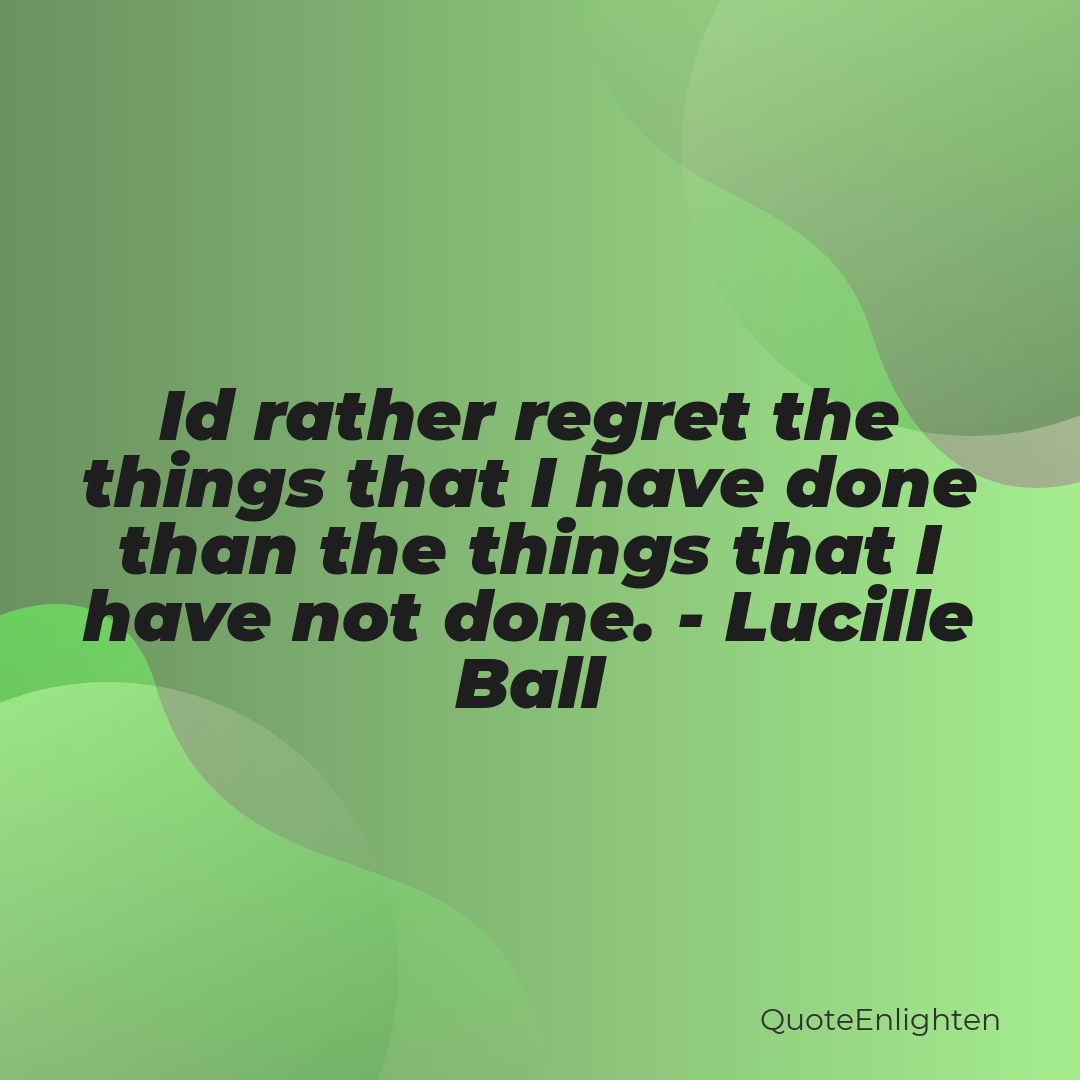 Id rather regret the
things that I have done
than the things that I
have not done. - Lucille
Ball
QuoteEnlighten